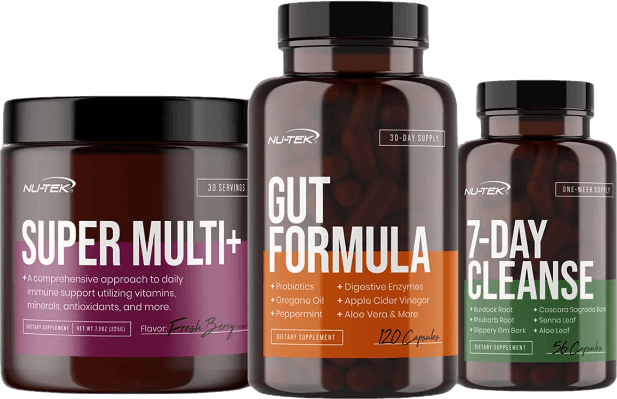 NU-TEK
30 SERVINGS
SUPER MULTI+
+A comprehensive approach to daily
immune support utilizing vitamins,
minerals, antioxidants, and more.
DIETARY SUPPLEMENT
NET WT 7.9OZ (225G)
Flavor: Fresh Berry
NU-TEK
30-DAY SUPPLY
GUT
FORMULA
+Probiotics
+Oregano Oil
+Peppermint
+Digestive Enzymes
+Apple Cider Vinegar
+Aloe Vera & More
DIETARY SUPPLEMENT
120 Capsules
NU-TEK
ONE-WEEK SUPPLY
7-DAY
CLEANSE
+Burdock Root
+Rhubarb Root
+Slippery Elm Bark
+Cascara Sagrada Bark
+Senna Leaf
+Aloe Leaf
DIETARY SUPPLEMENT
56 Capsules